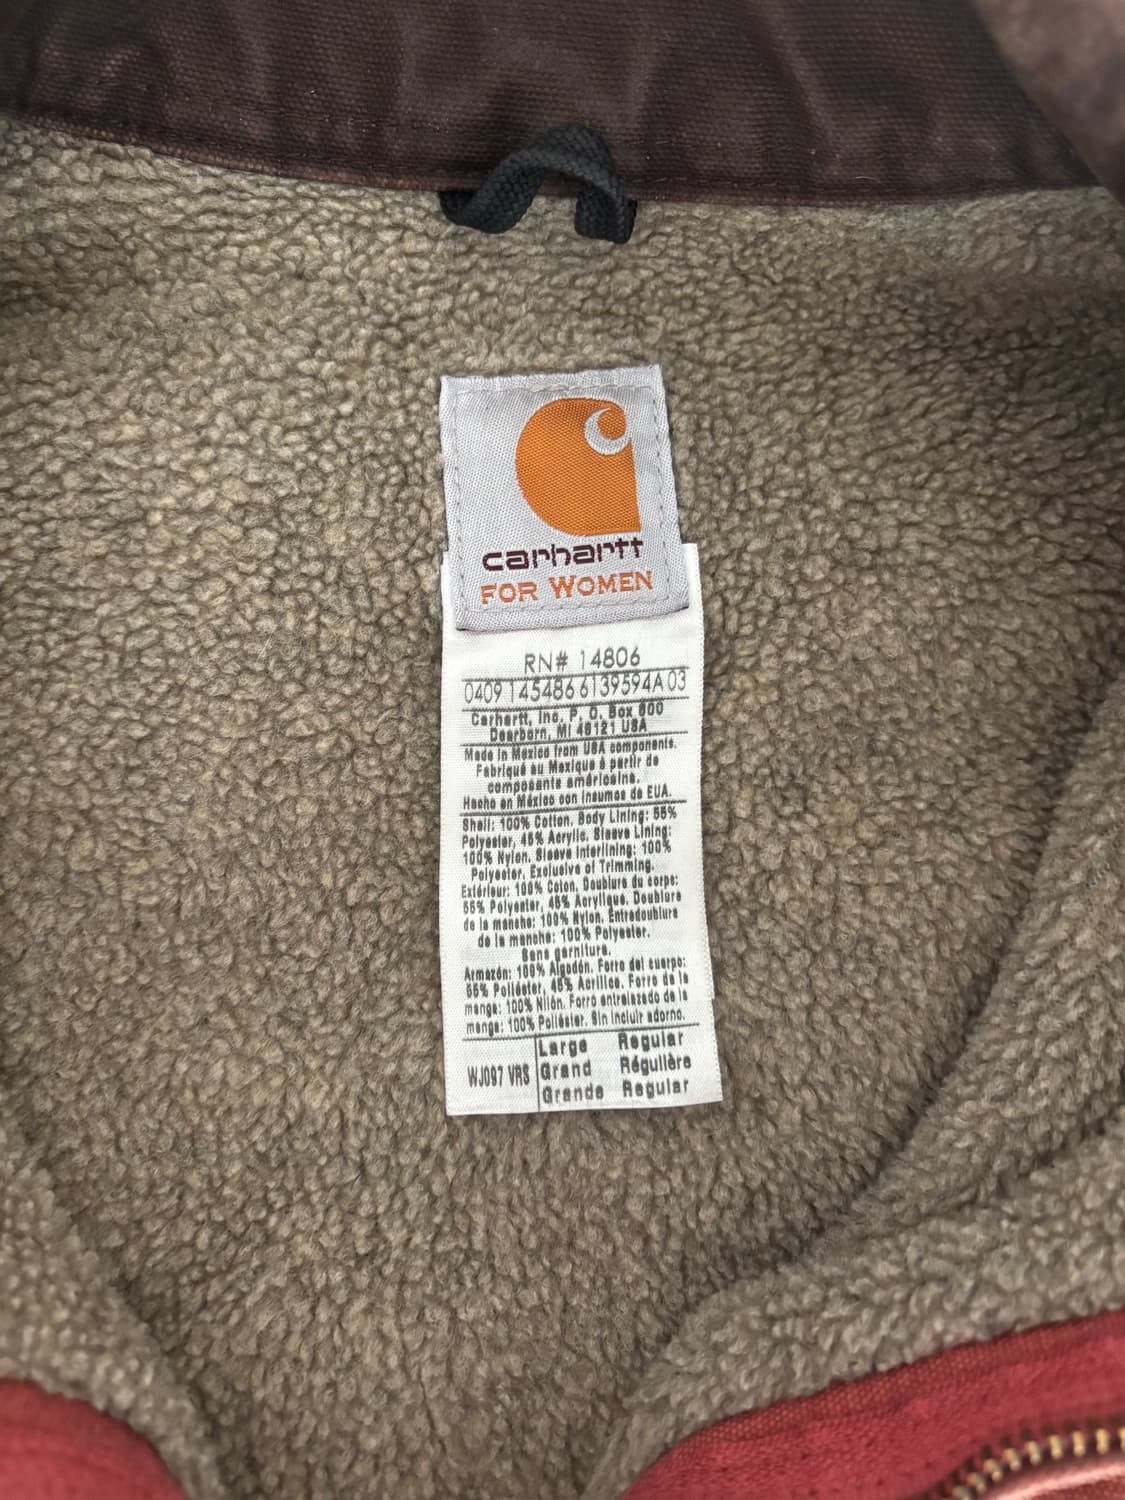 carhartt
FOR WOMEN
RN# 14806
0409 145486 6139594A 03
Carhartt, Inc. P. O. Box 600
Dearborn, MI 48121 USA
Made in Mexico from USA components.
Fabriqué au Mexique à partir de
composants américains.
Hecho en México con insumos de EUA.
Shell: 100% Cotton. Body Lining: 55%
Polyester, 45% Acrylic. Sleeve Lining:
100% Nylon. Sleeve Interlining: 100%
Polyester. Exclusive of Trimming.
Extérieur: 100% Coton. Doublure du corps:
55% Polyester, 45% Acrylique. Doublure
de la manche: 100% Nylon. Entredoublure
de la manche: 100% Polyester.
Sans garniture.
Armazón: 100% Algodón. Forro del cuerpo:
55% Poliéster, 45% Acrílico. Forro de la
manga: 100% Nilón. Forro entrelazado de la
manga: 100% Poliéster. Sin incluir adorno.
WJ097 VRS
Large Regular
Grand Régulière
Grande Regular